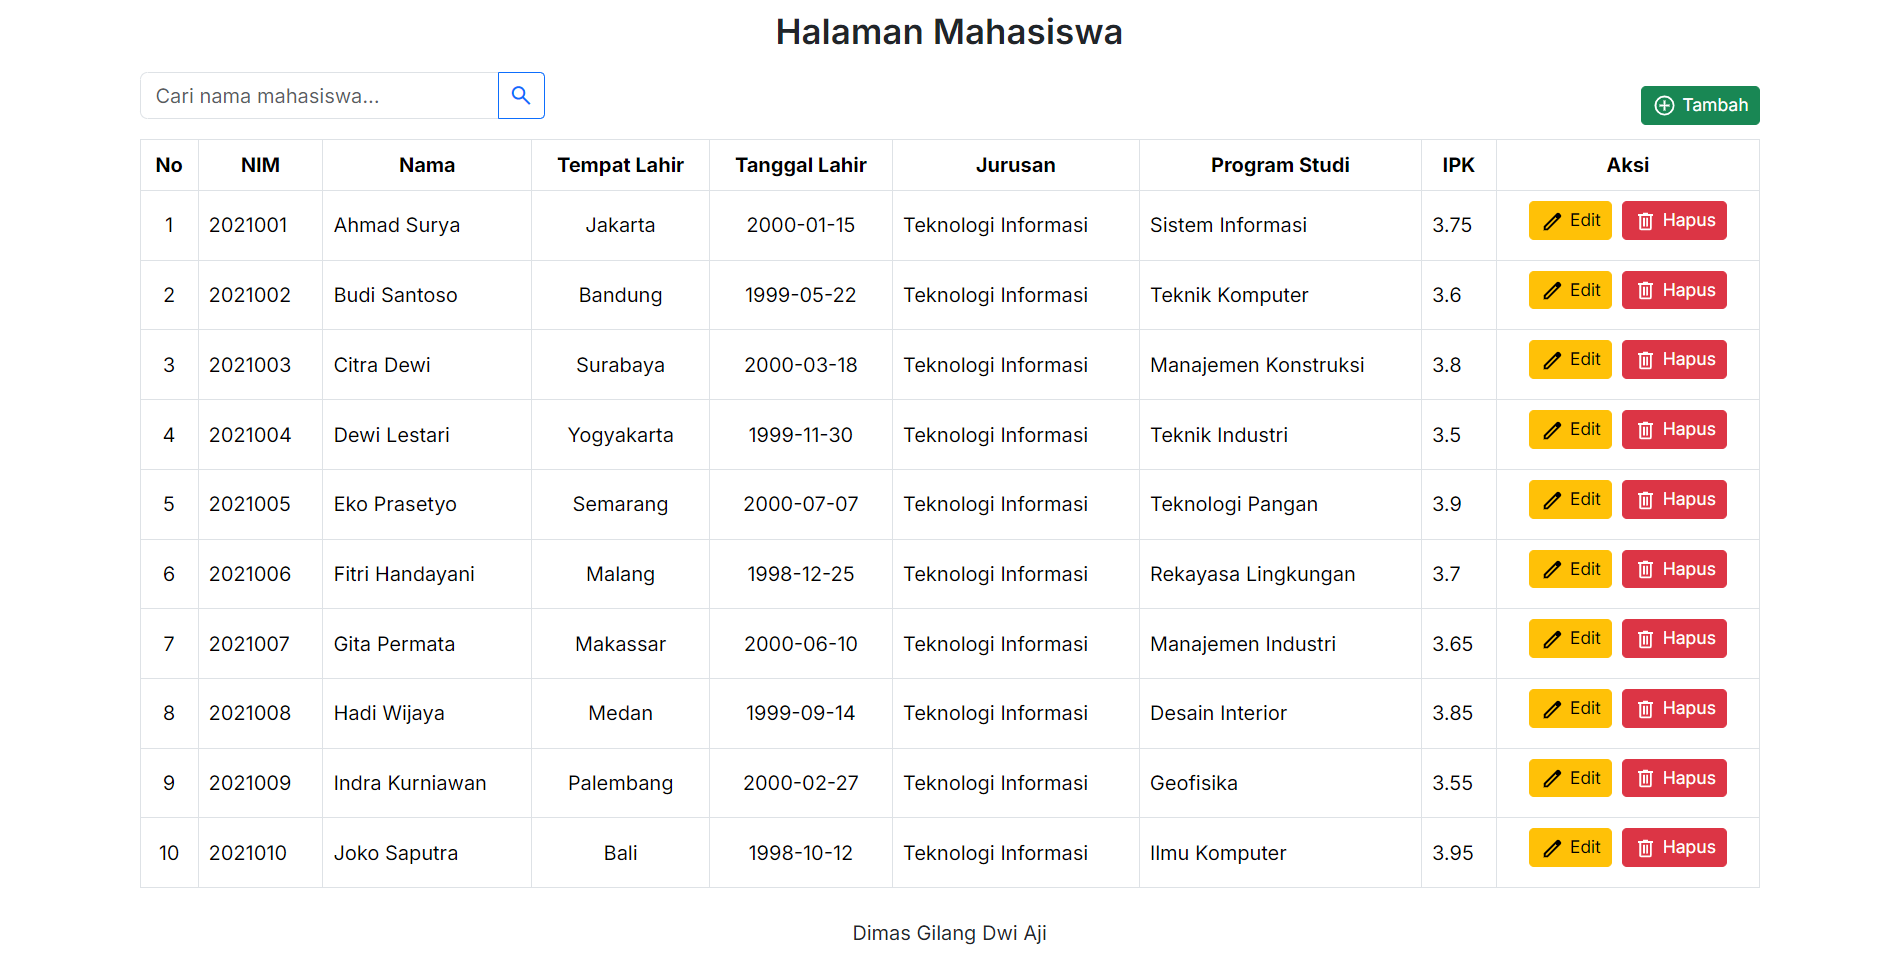 Halaman Mahasiswa
Cari nama mahasiswa...
Tambah
No NIM Nama Tempat Lahir Tanggal Lahir Jurusan Program Studi IPK Aksi
1 2021001 Ahmad Surya Jakarta 2000-01-15 Teknologi Informasi Sistem Informasi 3.75 Edit Hapus
2 2021002 Budi Santoso Bandung 1999-05-22 Teknologi Informasi Teknik Komputer 3.6 Edit Hapus
3 2021003 Citra Dewi Surabaya 2000-03-18 Teknologi Informasi Manajemen Konstruksi 3.8 Edit Hapus
4 2021004 Dewi Lestari Yogyakarta 1999-11-30 Teknologi Informasi Teknik Industri 3.5 Edit Hapus
5 2021005 Eko Prasetyo Semarang 2000-07-07 Teknologi Informasi Teknologi Pangan 3.9 Edit Hapus
6 2021006 Fitri Handayani Malang 1998-12-25 Teknologi Informasi Rekayasa Lingkungan 3.7 Edit Hapus
7 2021007 Gita Permata Makassar 2000-06-10 Teknologi Informasi Manajemen Industri 3.65 Edit Hapus
8 2021008 Hadi Wijaya Medan 1999-09-14 Teknologi Informasi Desain Interior 3.85 Edit Hapus
9 2021009 Indra Kurniawan Palembang 2000-02-27 Teknologi Informasi Geofisika 3.55 Edit Hapus
10 2021010 Joko Saputra Bali 1998-10-12 Teknologi Informasi Ilmu Komputer 3.95 Edit Hapus
Dimas Gilang Dwi Aji